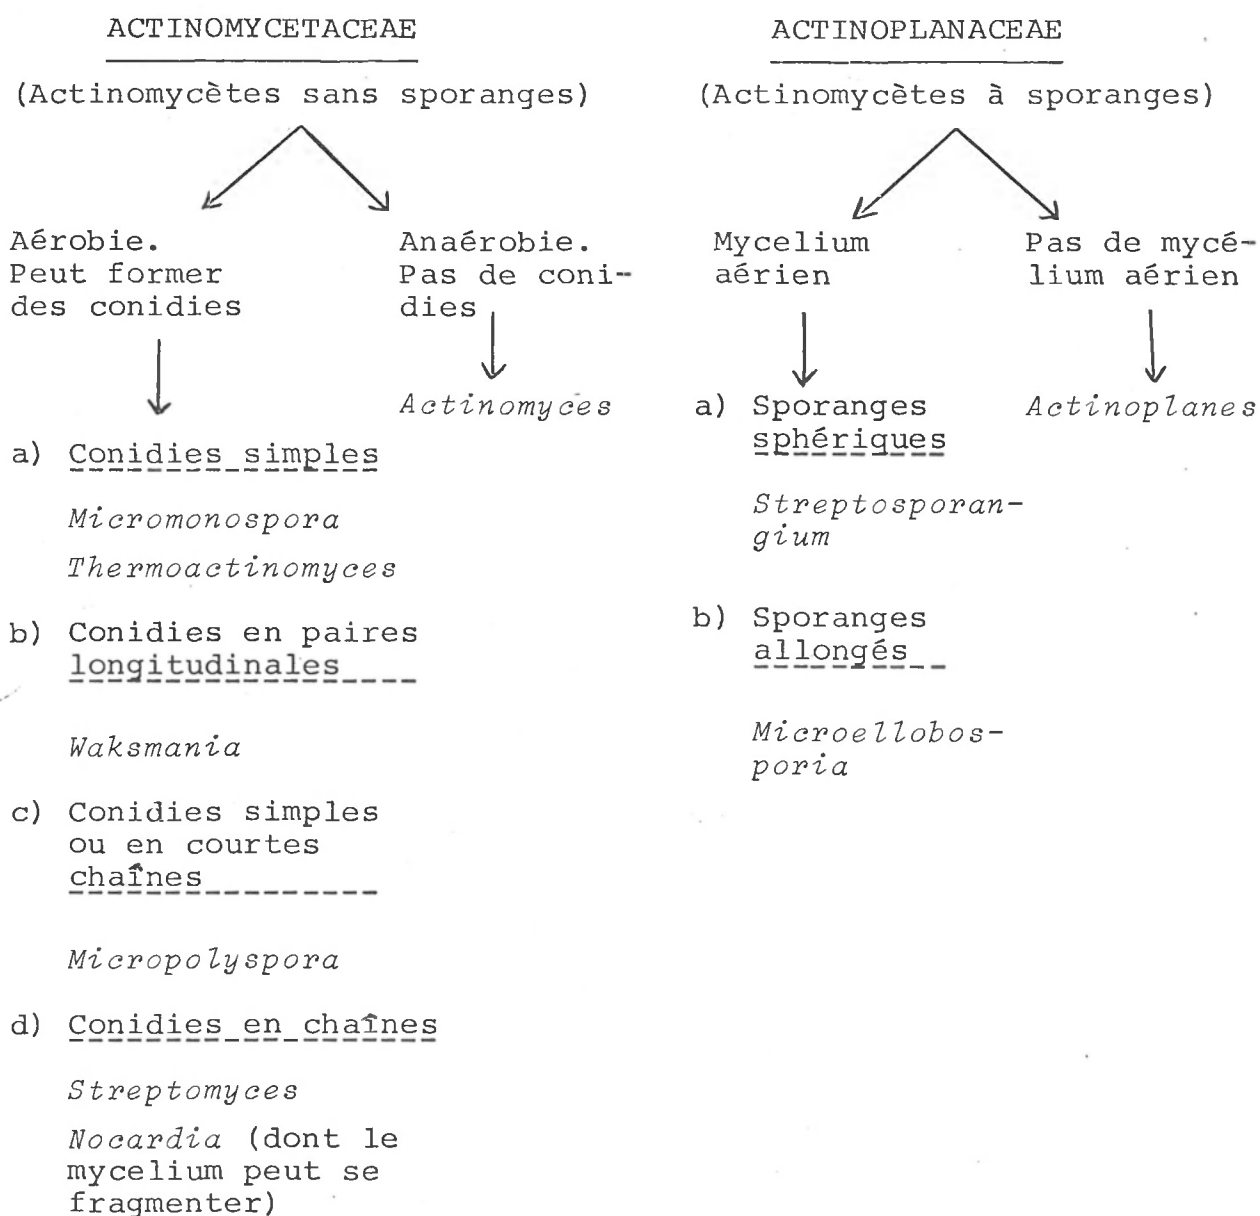 ACTINOMYCETACEAE
(Actinomycètes sans sporanges)
Aérobie.
Peut former
des conidies
Anaérobie.
Pas de coni-
dies
Actinomyces
a) Conidies simples
Micromonospora
Thermoactinomyces
b) Conidies en paires
longitudinales
Waksmania
c) Conidies simples
ou en courtes
chaînes
Micropolyspora
d) Conidies en chaînes
Streptomyces
Nocardia (dont le
mycelium peut se
fragmenter)
ACTINOPLANACEAE
(Actinomycètes à sporanges)
Mycelium
aérien
Pas de mycé-
lium aérien
a) Sporanges
sphériques
Actinoplanes
Streptosporan-
gium
b) Sporanges
allongés
Microellobos-
poria